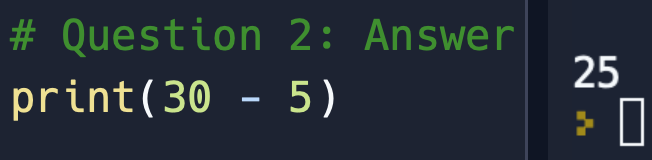 # Question 2: Answer
print(30 - 5)
25
>